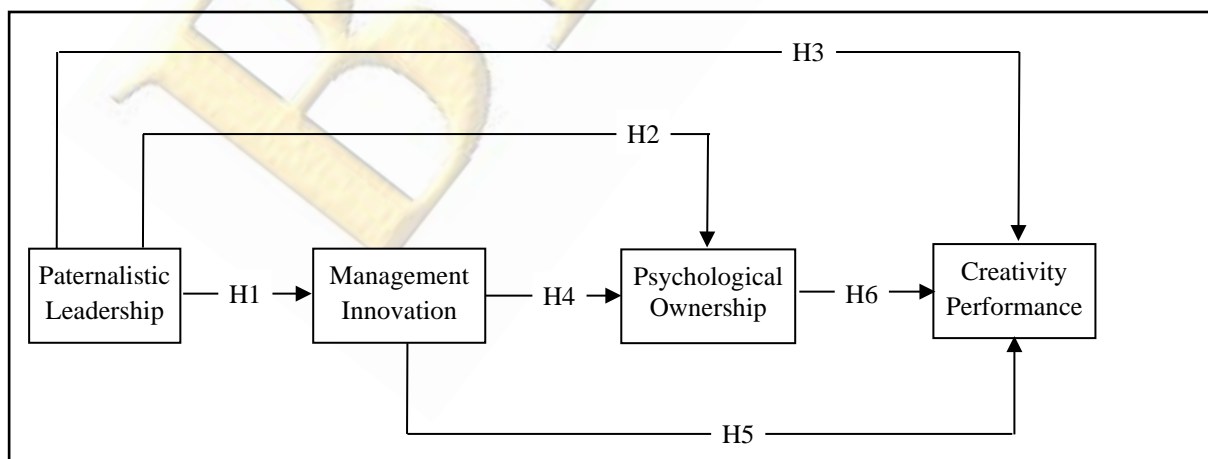 H3
H2
Paternalistic
Leadership
H1
Management
Innovation
H4
Psychological
Ownership
H6
Creativity
Performance
H5